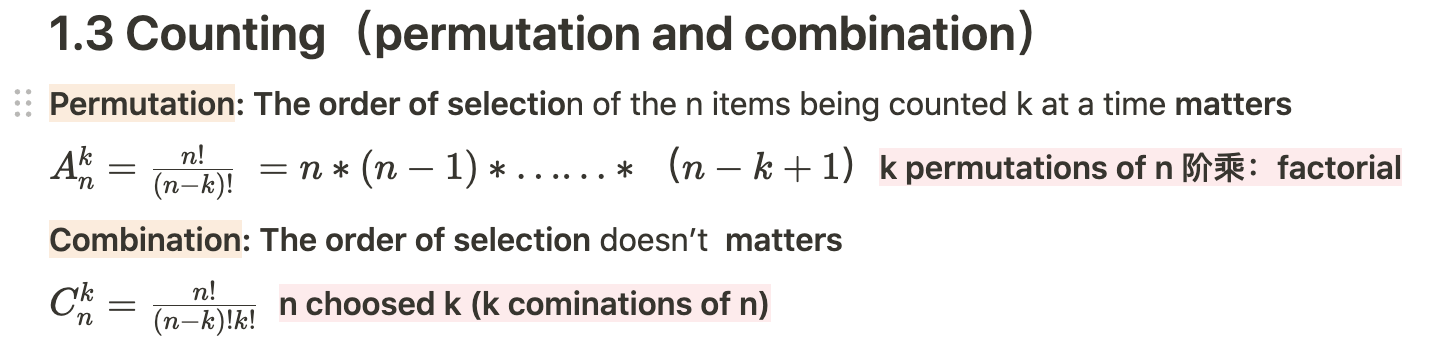 1.3 Counting（permutation and combination）
Permutation: The order of selection of the n items being counted k at a time matters
$A_n^k = \frac{n!}{(n-k)!} = n * (n-1) * ...... * （n-k+1）$ k permutations of n 阶乘：factorial
Combination: The order of selection doesn’t matters
$C_n^k = \frac{n!}{(n-k)!k!}$ n choosed k (k cominations of n)